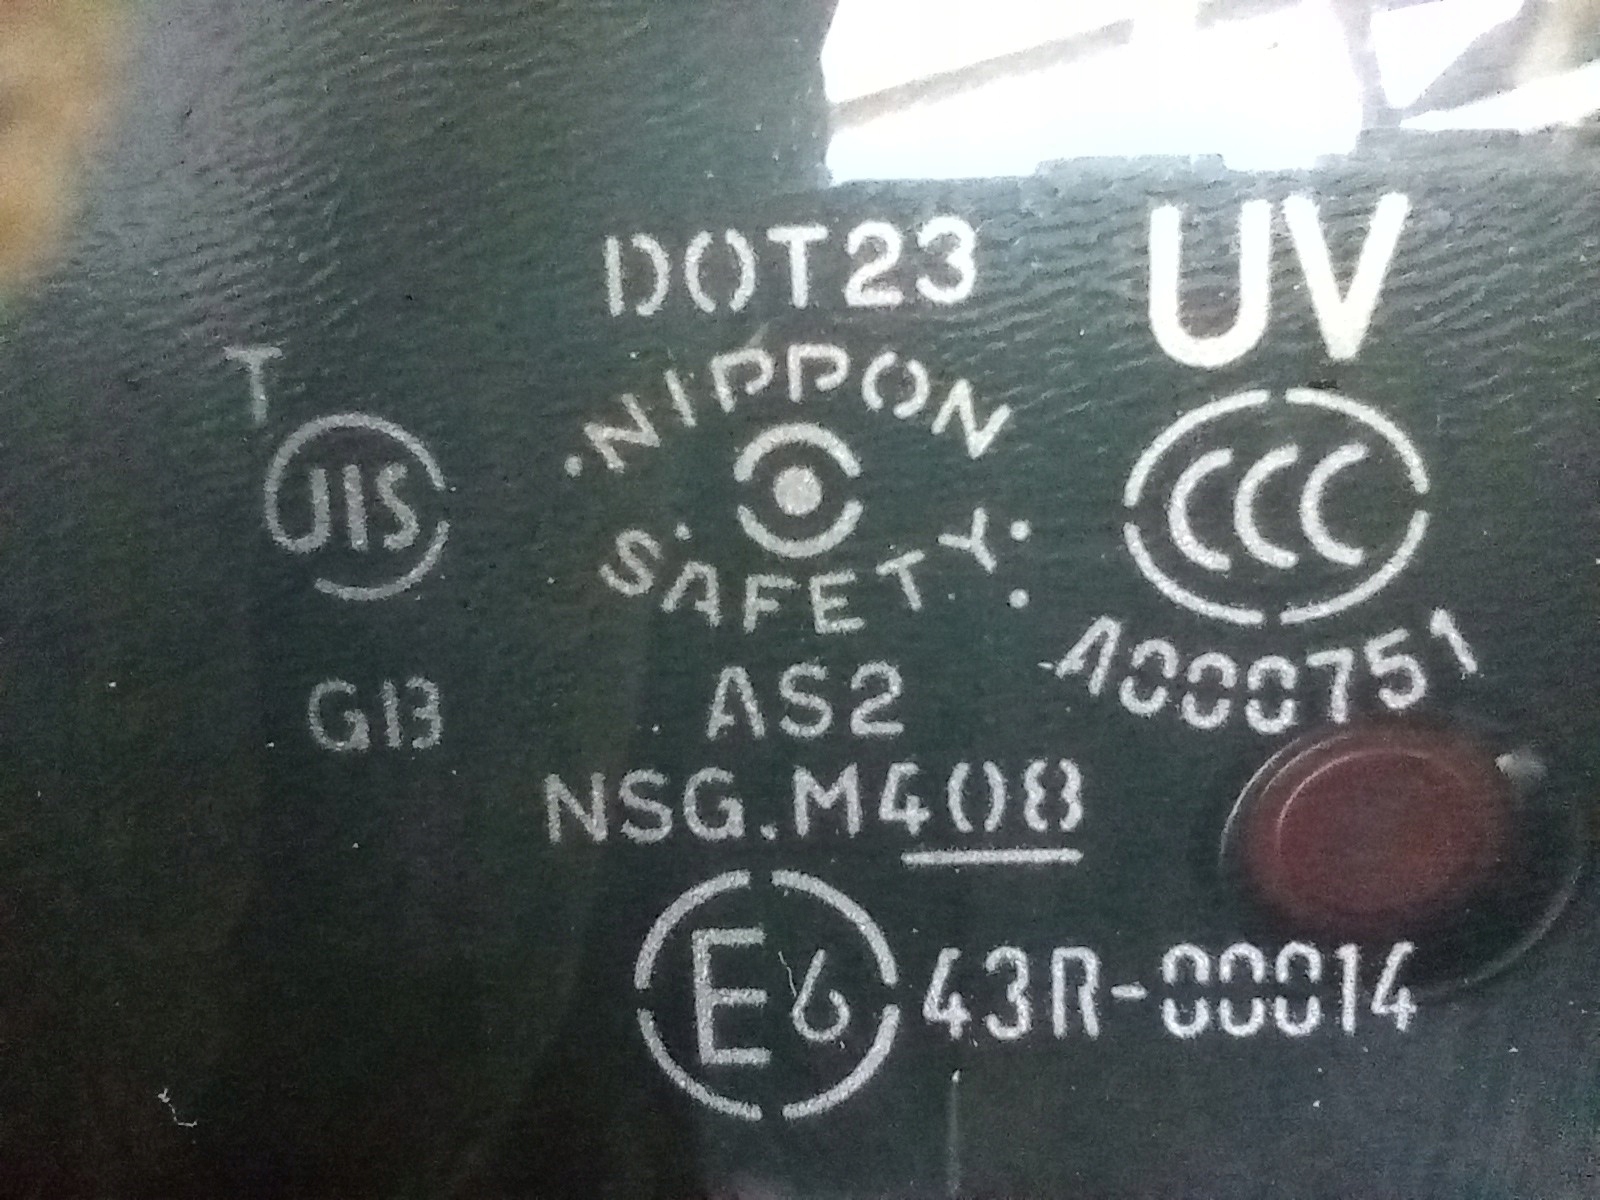 DOT23
UV
T
NIPPON
JIS
CCC
SAFETY
A000751
G13
AS2
NSG.M408
E6 43R-00014